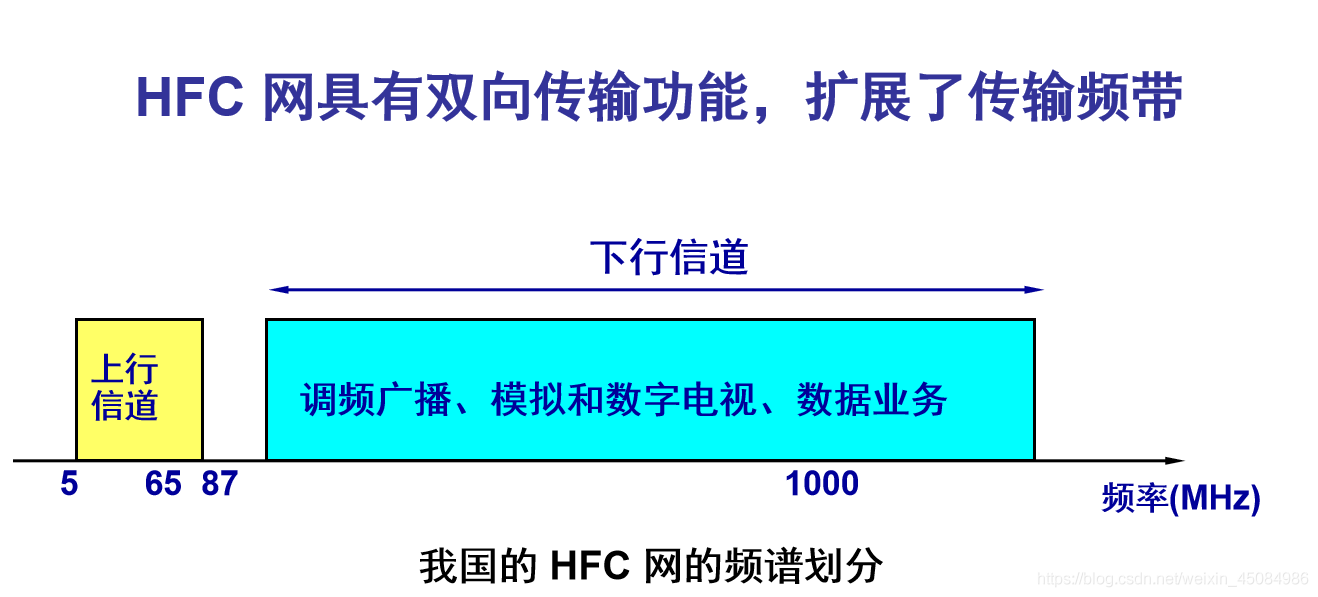 HFC 网具有双向传输功能，扩展了传输频带
下行信道
上行
信道
调频广播、模拟和数字电视、数据业务
5 65 87 1000
频率(MHz)
我国的 HFC 网的频谱划分
https://blog.csdn.net/weixin_45084986